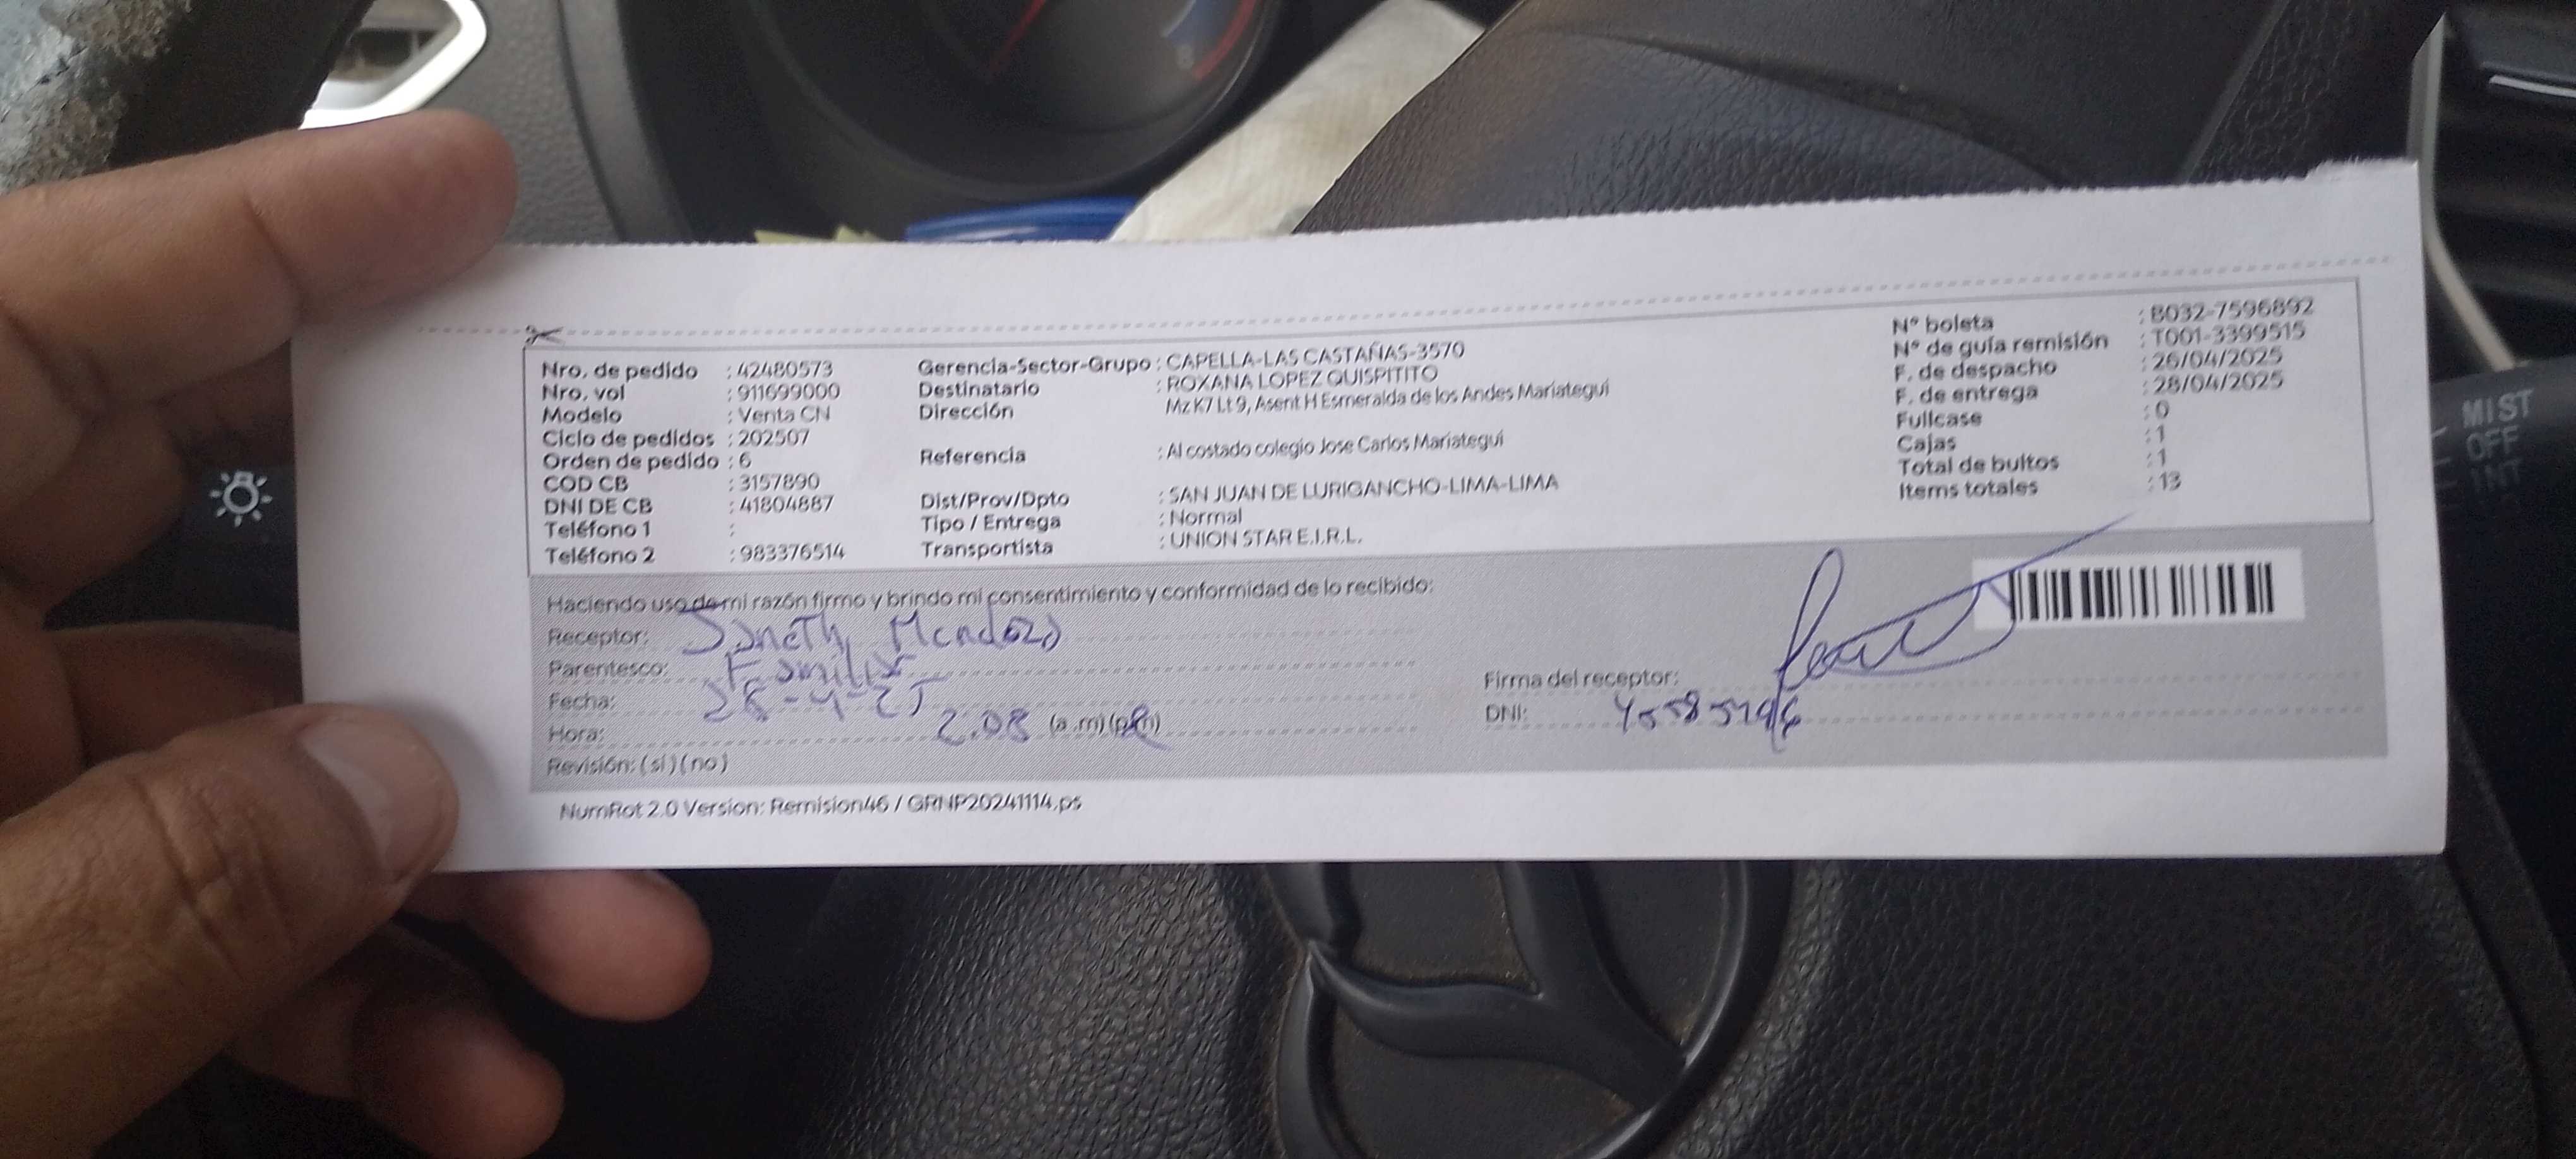 Nro. de pedido : 42480573
Nro. vol : 911699000
Modelo : Venta CN
Ciclo de pedidos : 202507
Orden de pedido : 6
COD CB : 3157890
DNI DE CB : 41804887
Teléfono 1 :
Teléfono 2 : 983376514
Gerencia-Sector-Grupo : CAPELLA-LAS CASTAÑAS-3570
Destinatario : ROXANA LOPEZ QUISPITITO
Dirección Mz K7 Lt 9, Asent H Esmeralda de los Andes Mariategui
Referencia : Al costado colegio Jose Carlos Mariategui
Dist/Prov/Dpto : SAN JUAN DE LURIGANCHO-LIMA-LIMA
Tipo / Entrega : Normal
Transportista : UNION STAR E.I.R.L.
N° boleta : B032-7596892
N° de guía remisión : T001-3399515
F. de despacho : 26/04/2025
F. de entrega : 28/04/2025
Fullcase : 0
Cajas : 1
Total de bultos : 1
Items totales : 13
Haciendo uso de mi razón firmo y brindo mi consentimiento y conformidad de lo recibido:
Receptor: Janeth Mendoza
Parentesco: Familiar
Fecha: 28-4-25
Hora: 2.08 (a.m) (p.m)
Revisión: (si) (no)
Firma del receptor:
DNI:
NumRot 2.0 Version: Remision46 / GRNP20241114.ps
MIST
OFF
INT